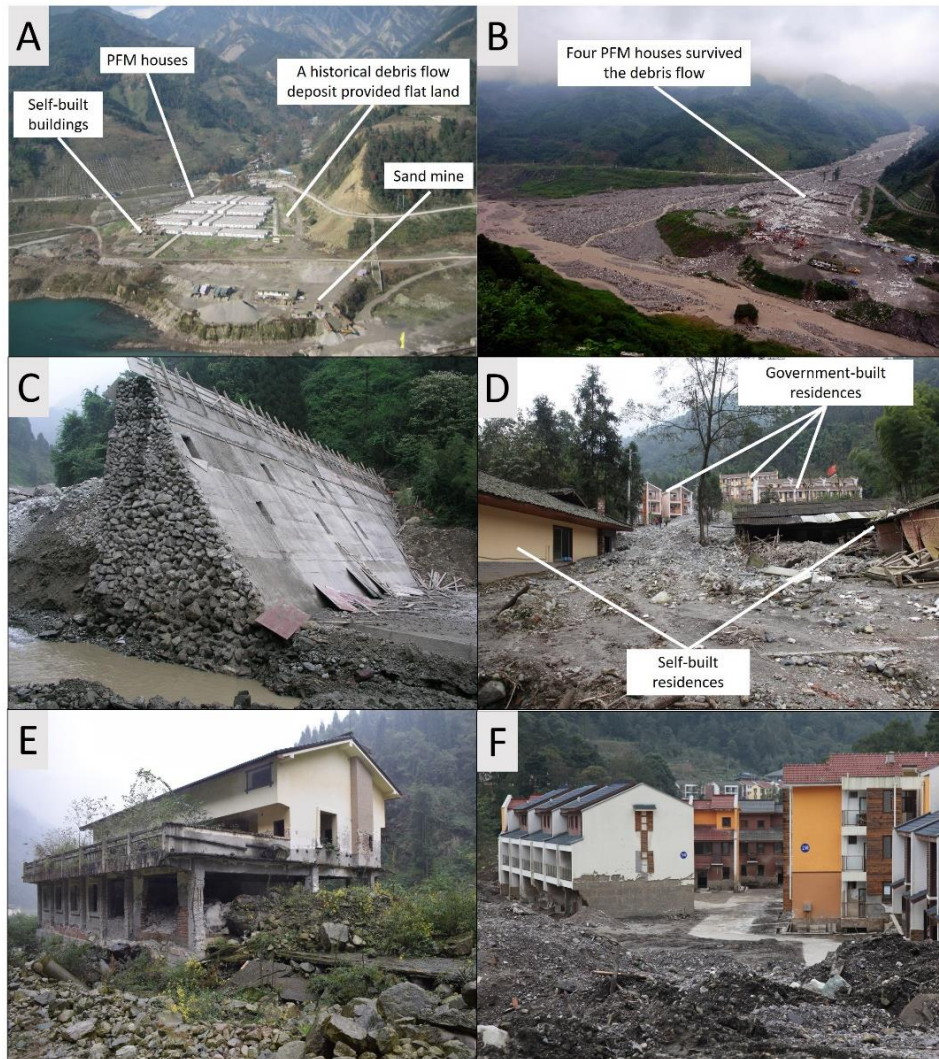 A
PFM houses
A historical debris flow
deposit provided flat land
Self-built
buildings
Sand mine
B
Four PFM houses survived
the debris flow
C
D
Government-built
residences
Self-built
residences
E
F